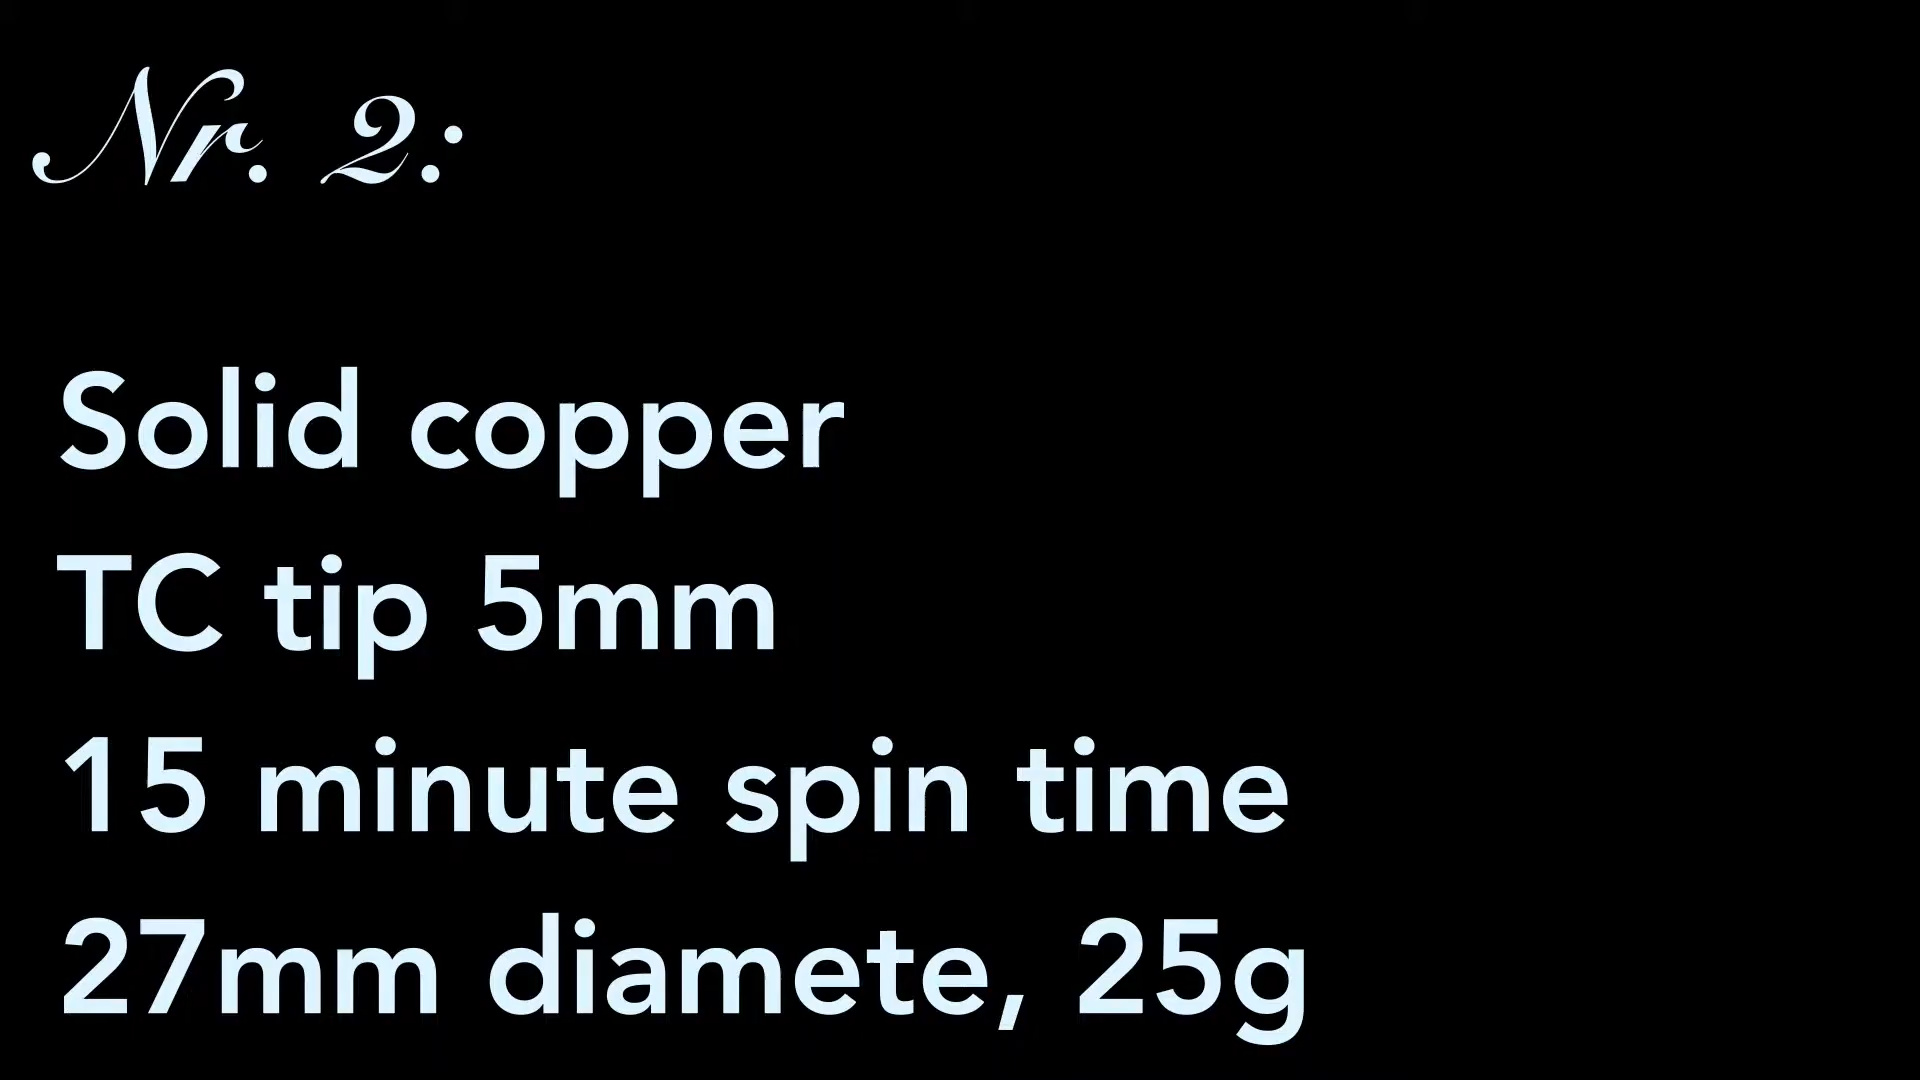 Nr. 2:
Solid copper
TC tip 5mm
15 minute spin time
27mm diamete, 25g